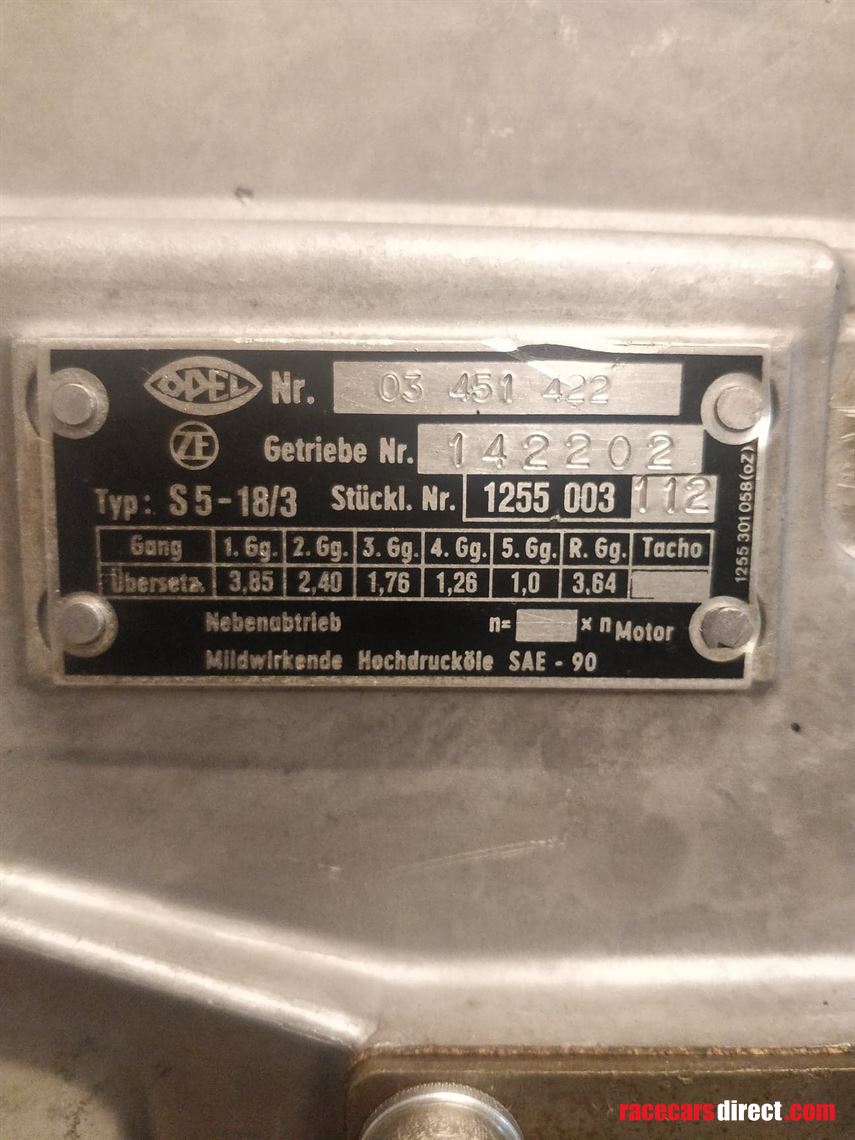 OPEL Nr. 03 451 422
ZF Getriebe Nr. 142202
Typ: S5-18/3 Stückl. Nr. 1255 003 112
Gang 1.Gg. 2.Gg. 3.Gg. 4.Gg. 5.Gg. R.Gg. Tacho
Übersetz. 3,85 2,40 1,76 1,26 1,0 3,64
Nebenabtrieb n= x n Motor
Mildwirkende Hochdrucköle SAE - 90
1255 301 058 (oZ)
racecarsdirect.com